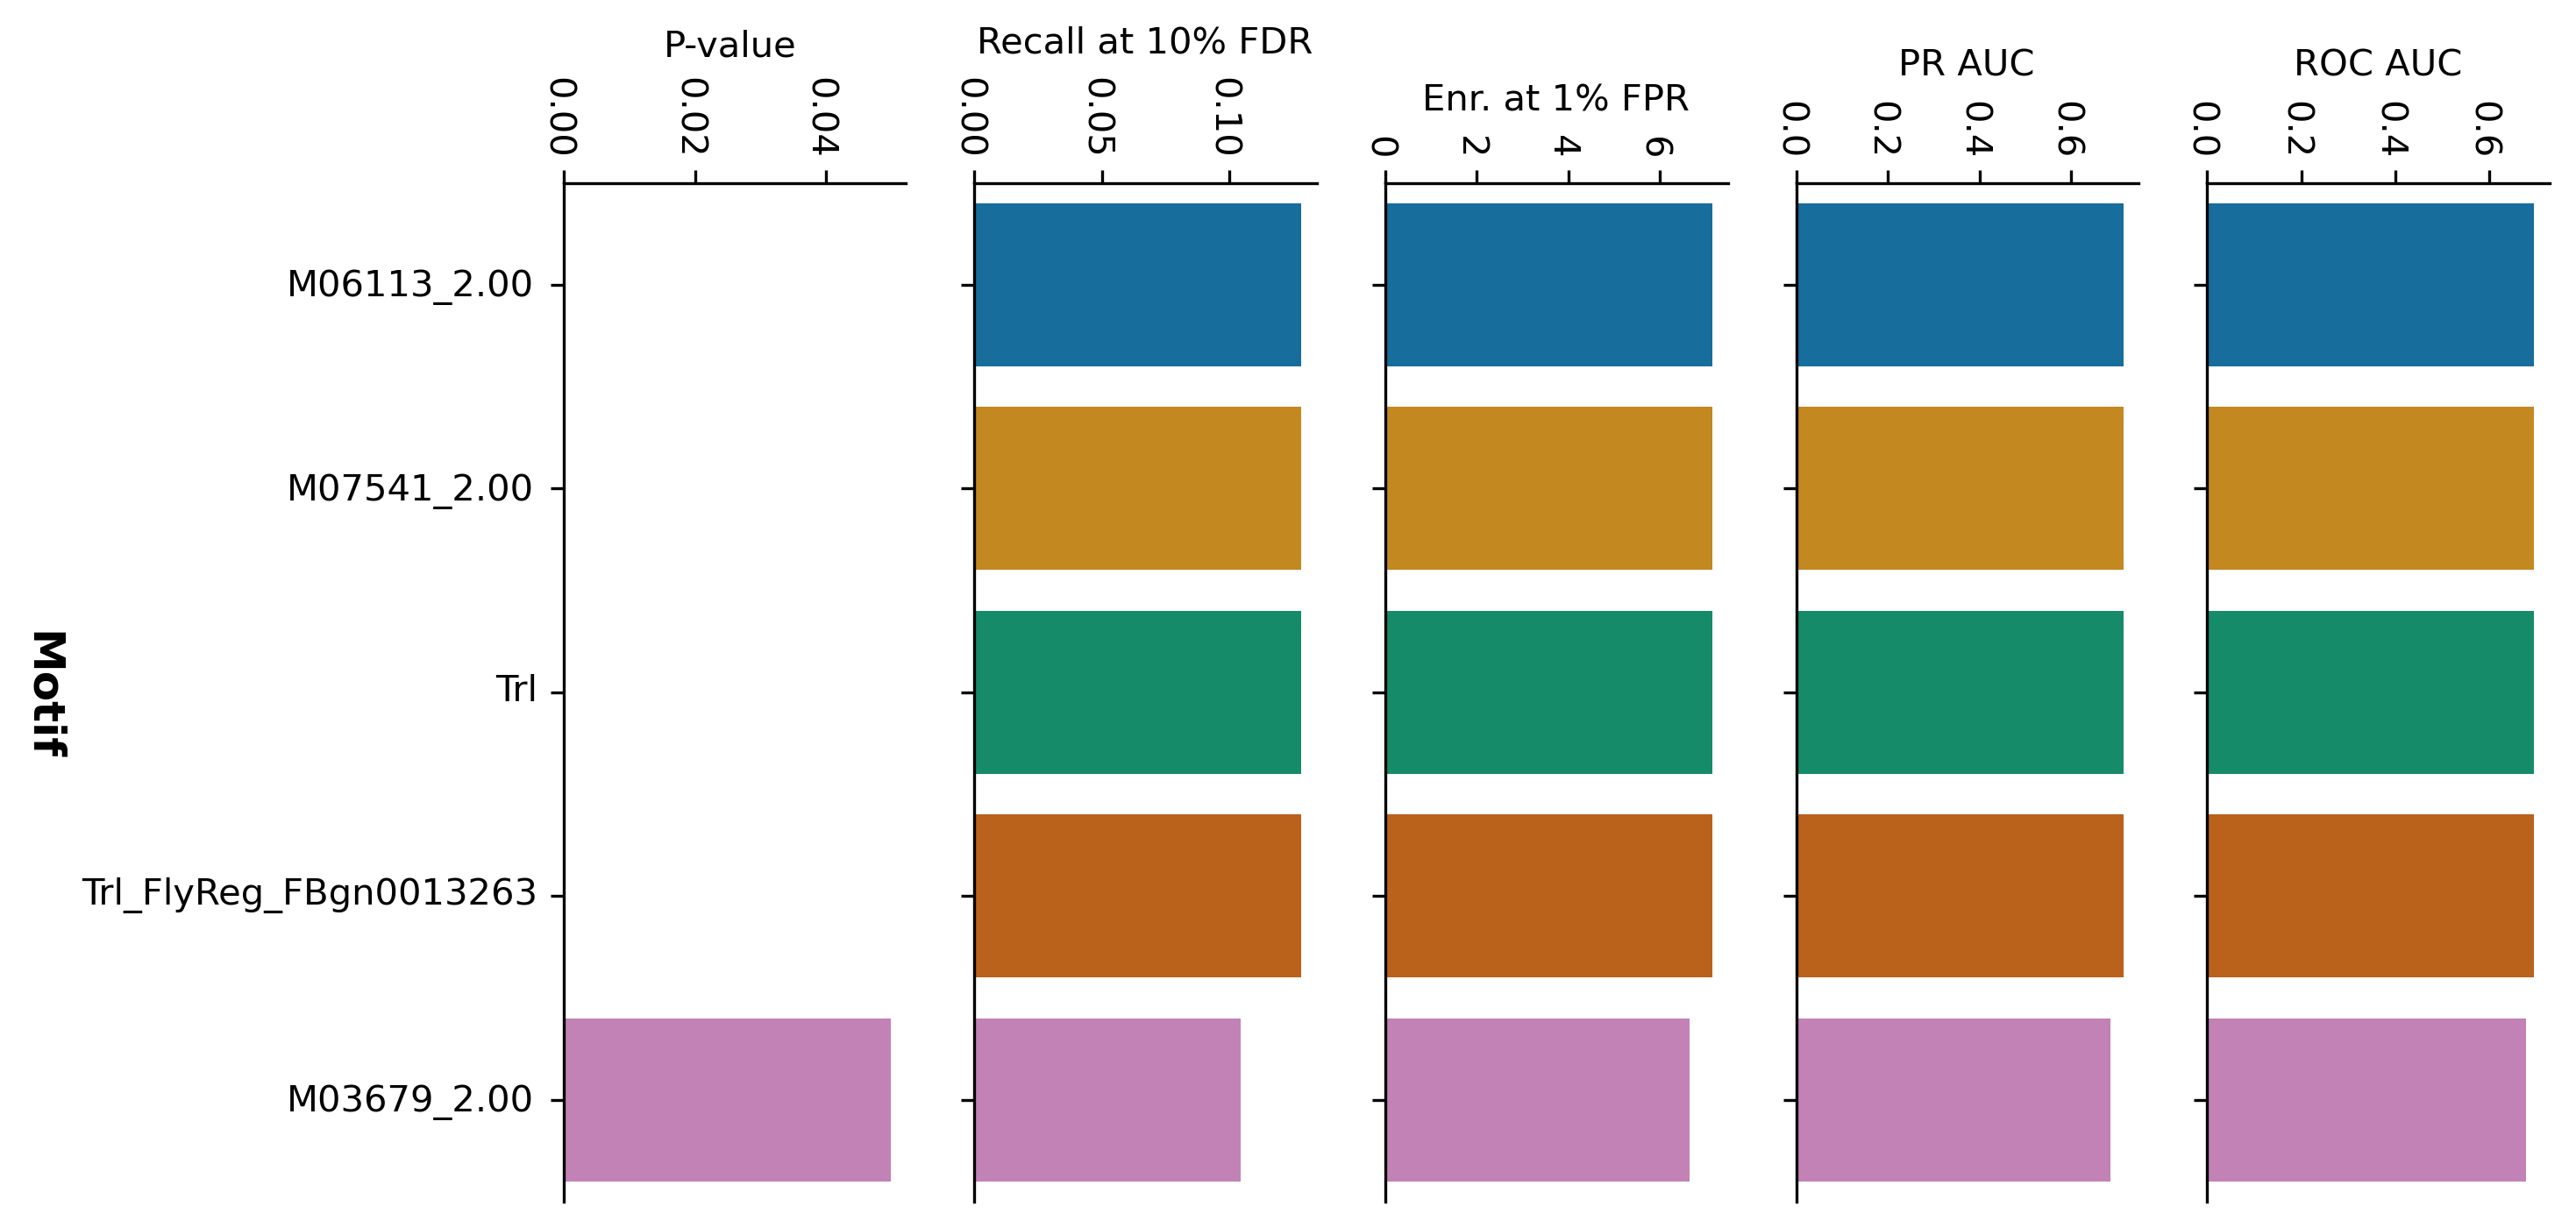 P-value
Recall at 10% FDR
Enr. at 1% FPR
PR AUC
ROC AUC
0.00 0.02 0.04
0.00 0.05 0.10
0 2 4 6
0.0 0.2 0.4 0.6
0.0 0.2 0.4 0.6
Motif
M06113_2.00
M07541_2.00
Trl
Trl_FlyReg_FBgn0013263
M03679_2.00